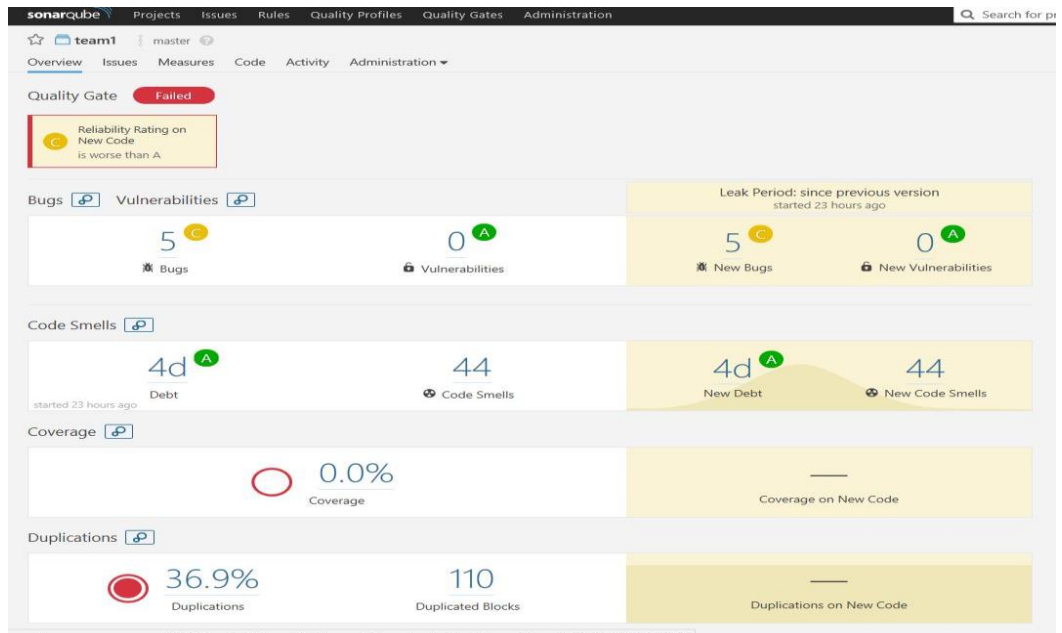 sonarqube Projects Issues Rules Quality Profiles Quality Gates Administration Search for pr
team1 master
Overview Issues Measures Code Activity Administration
Quality Gate Failed
C Reliability Rating on
New Code
is worse than A
Bugs Vulnerabilities
Leak Period: since previous version
started 23 hours ago
5 C 0 A 5 C 0 A
Bugs Vulnerabilities New Bugs New Vulnerabilities
Code Smells
4d A 44 4d A 44
Debt Code Smells New Debt New Code Smells
started 23 hours ago
Coverage
0.0% —
Coverage Coverage on New Code
Duplications
36.9% 110 —
Duplications Duplicated Blocks Duplications on New Code